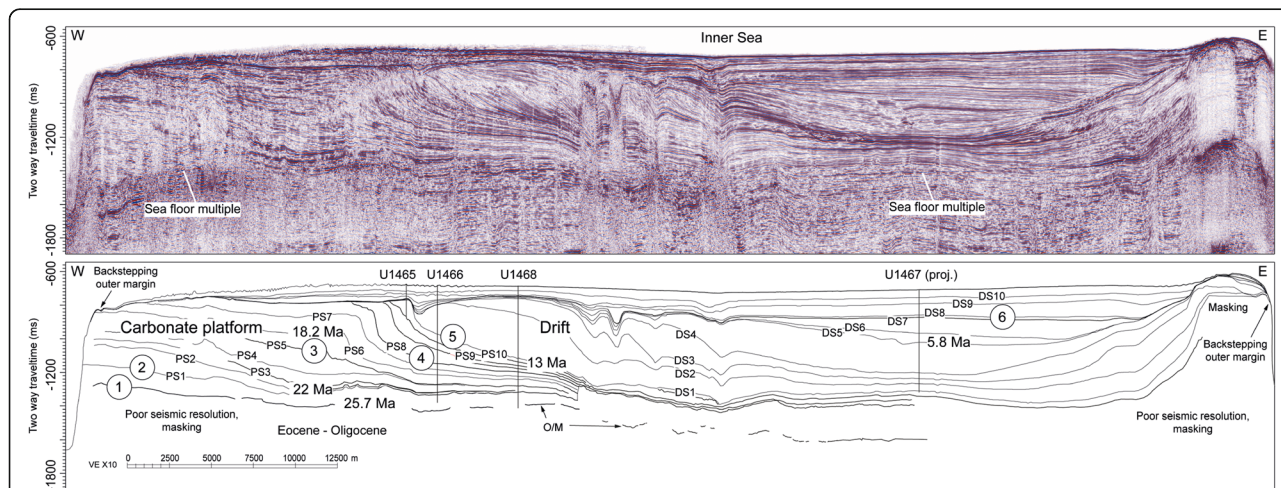 W
Inner Sea
E
-600
-1200
-1800
Two way traveltime (ms)
Sea floor multiple
Sea floor multiple
-600
W
Backstepping
outer margin
U1465
U1466
U1468
U1467 (proj.)
E
DS10
DS9
DS8
DS7
6
DS6
DS5
5.8 Ma
Masking
Backstepping
outer margin
PS7
Carbonate platform
18.2 Ma
PS5
3
PS6
PS8
4
5
PS9
PS10
Drift
13 Ma
DS4
DS3
DS2
DS1
PS2
PS4
PS3
2
PS1
1
22 Ma
25.7 Ma
-1200
Two way traveltime (ms)
Poor seismic resolution,
masking
Eocene - Oligocene
O/M
Poor seismic resolution,
masking
VE X10
0
2500
5000
7500
10000
12500 m
-1800